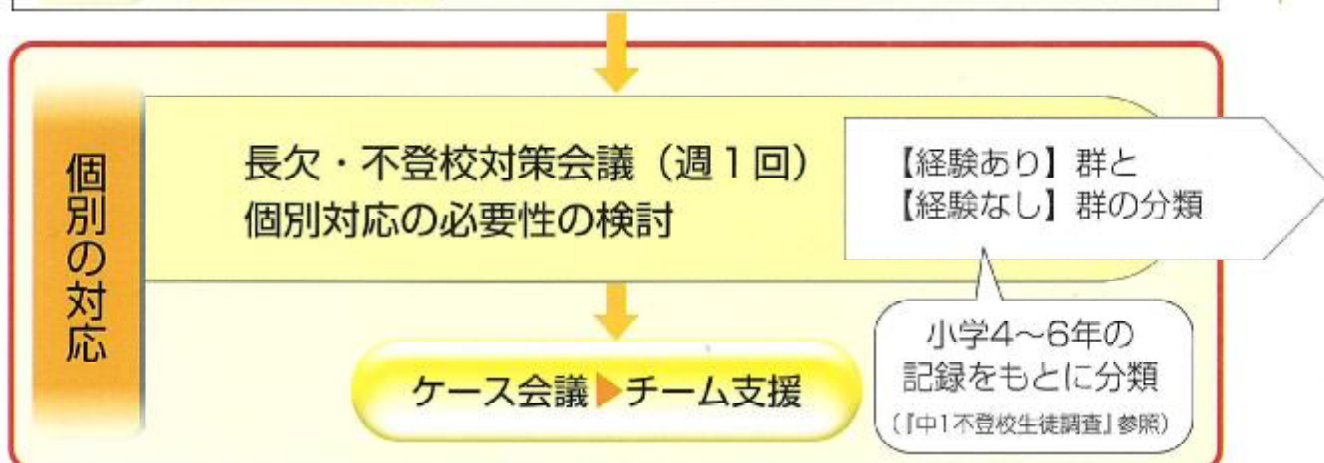 個別の対応
長欠・不登校対策会議（週1回）
個別対応の必要性の検討
【経験あり】群と
【経験なし】群の分類
小学4〜6年の
記録をもとに分類
（『中1不登校生徒調査』参照）
ケース会議▶チーム支援